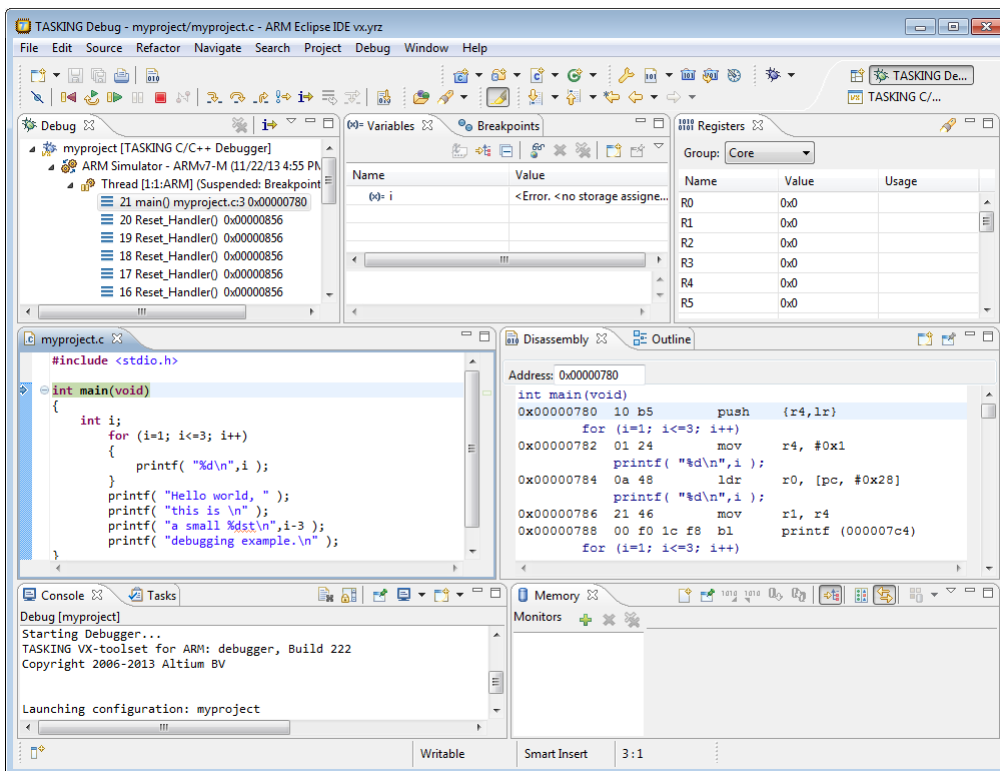 TASKING Debug - myproject/myproject.c - ARM Eclipse IDE vx.yrz
File Edit Source Refactor Navigate Search Project Debug Window Help
TASKING De...
TASKING C/...
Debug
myproject [TASKING C/C++ Debugger]
ARM Simulator - ARMv7-M (11/22/13 4:55 PM
Thread [1:1:ARM] (Suspended: Breakpoint
21 main() myproject.c:3 0x00000780
20 Reset_Handler() 0x00000856
19 Reset_Handler() 0x00000856
18 Reset_Handler() 0x00000856
17 Reset_Handler() 0x00000856
16 Reset_Handler() 0x00000856
(x)= Variables Breakpoints
Name Value
(x)= i <Error. <no storage assigne...
Registers
Group: Core
Name Value Usage
R0 0x0
R1 0x0
R2 0x0
R3 0x0
R4 0x0
R5 0x0
myproject.c
#include <stdio.h>
int main(void)
{
int i;
for (i=1; i<=3; i++)
{
printf( "%d\n",i );
}
printf( "Hello world, " );
printf( "this is \n" );
printf( "a small %dst\n",i-3 );
printf( "debugging example.\n" );
}
Disassembly Outline
Address: 0x00000780
int main(void)
0x00000780 10 b5 push {r4,lr}
for (i=1; i<=3; i++)
0x00000782 01 24 mov r4, #0x1
printf( "%d\n",i );
0x00000784 0a 48 ldr r0, [pc, #0x28]
printf( "%d\n",i );
0x00000786 21 46 mov r1, r4
0x00000788 00 f0 1c f8 bl printf (000007c4)
for (i=1; i<=3; i++)
Console Tasks
Debug [myproject]
Starting Debugger...
TASKING VX-toolset for ARM: debugger, Build 222
Copyright 2006-2013 Altium BV
Launching configuration: myproject
Memory
Monitors
Writable Smart Insert 3:1